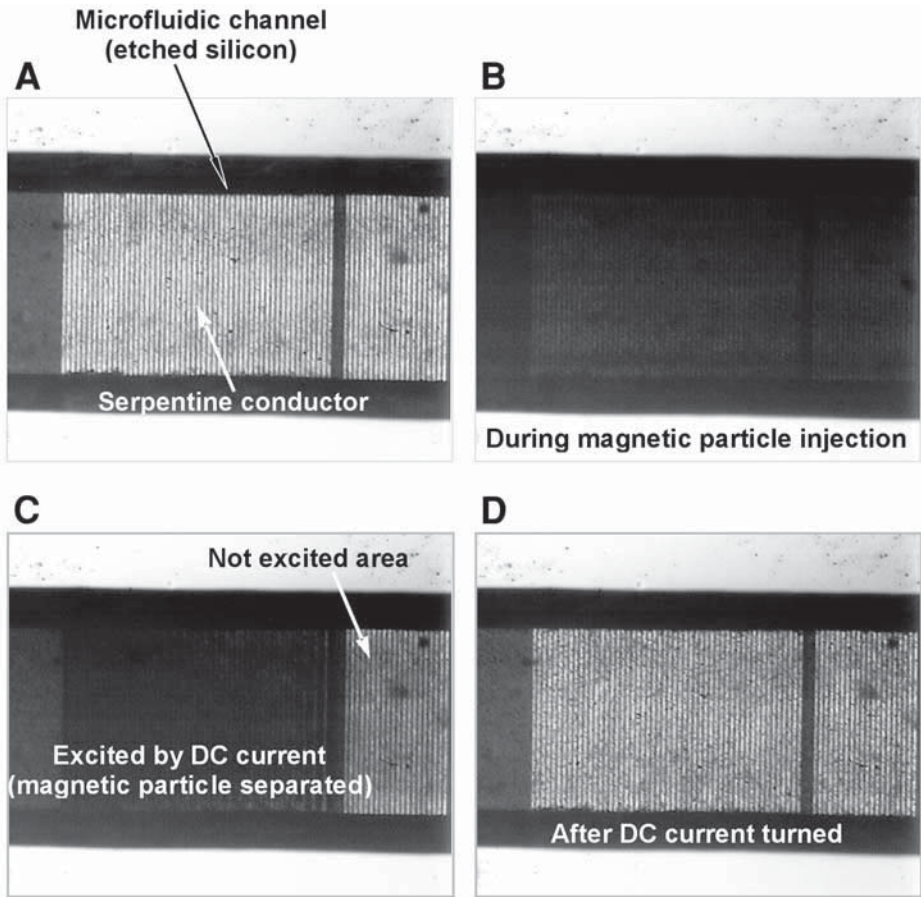 Microfluidic channel
(etched silicon)
A
B
Serpentine conductor
During magnetic particle injection
C
D
Not excited area
Excited by DC current
(magnetic particle separated)
After DC current turned